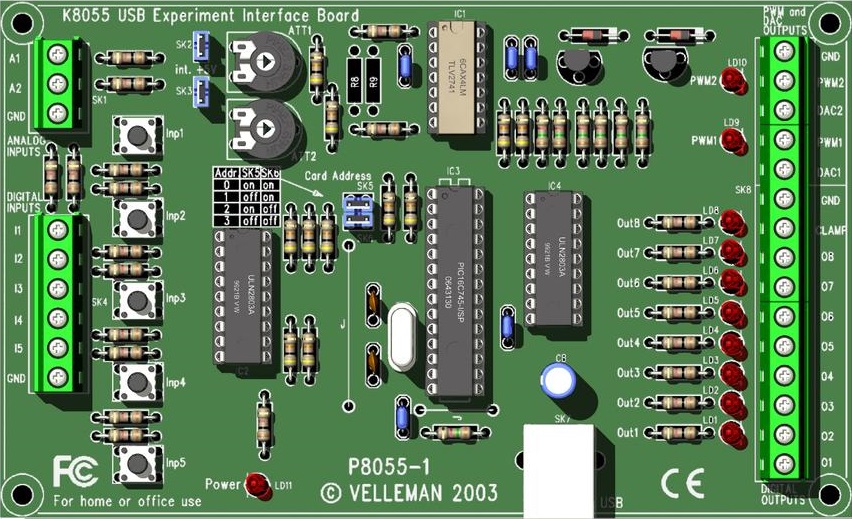 K8055 USB Experiment Interface Board
PWM and
DAC
OUTPUTS
A1
A2
GND
SK1
ANALOG
INPUTS
SK2
int. +
SK3
ATT1
ATT2
R8
R9
IC1
6CAX4LM
TLV2741
LD10
PWM2
LD9
PWM1
GND
PWM2
DAC2
PWM1
DAC1
SK8
GND
CLAMP
O8
O7
O6
O5
O4
O3
O2
O1
DIGITAL
OUTPUTS
Inp1
Inp2
Inp3
Inp4
Inp5
DIGITAL
INPUTS
I1
I2
I3
I4
I5
GND
SK4
Addr SK5 SK6
0 on on
1 off on
2 on off
3 off off
Card Address
SK5
ULN2803A
9921B VW
IC3
PIC16C745-I/SP
0643130
IC4
ULN2803A
9921B VW
J
J
C8
SK7
USB
Out8 LD8
Out7 LD7
Out6 LD6
Out5 LD5
Out4 LD4
Out3 LD3
Out2 LD2
Out1 LD1
Power LD11
FC
For home or office use
P8055-1
© VELLEMAN 2003
CE